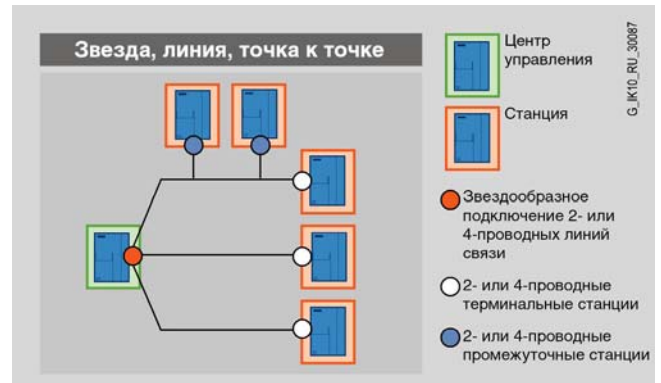 Звезда, линия, точка к точке
Центр
управления
Станция
Звездообразное
подключение 2- или
4-проводных линий
связи
2- или 4-проводные
терминальные станции
2- или 4-проводные
промежуточные станции
G_IK10_RU_30087